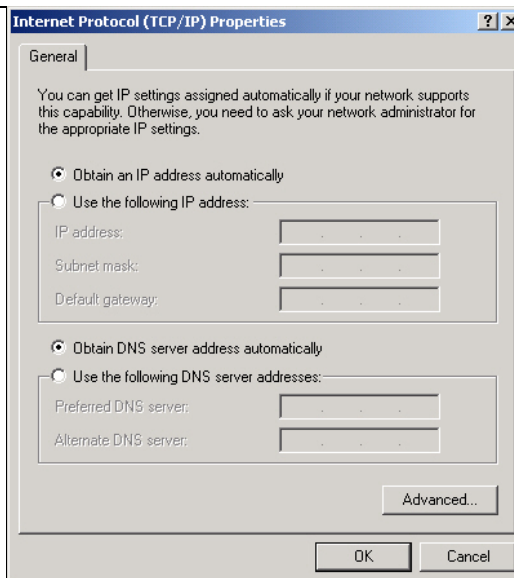 Internet Protocol (TCP/IP) Properties
General
You can get IP settings assigned automatically if your network supports
this capability. Otherwise, you need to ask your network administrator for
the appropriate IP settings.
Obtain an IP address automatically
Use the following IP address:
IP address:
Subnet mask:
Default gateway:
Obtain DNS server address automatically
Use the following DNS server addresses:
Preferred DNS server:
Alternate DNS server:
Advanced...
OK Cancel